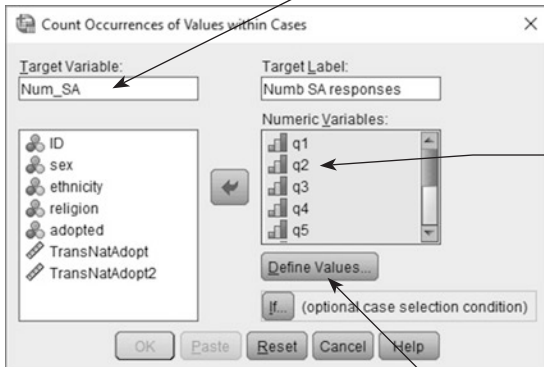 Count Occurrences of Values within Cases
Target Variable:
Target Label:
Num_SA
Numb SA responses
Numeric Variables:
ID
sex
ethnicity
religion
adopted
TransNatAdopt
TransNatAdopt2
q1
q2
q3
q4
q5
Define Values...
If... (optional case selection condition)
OK Paste Reset Cancel Help